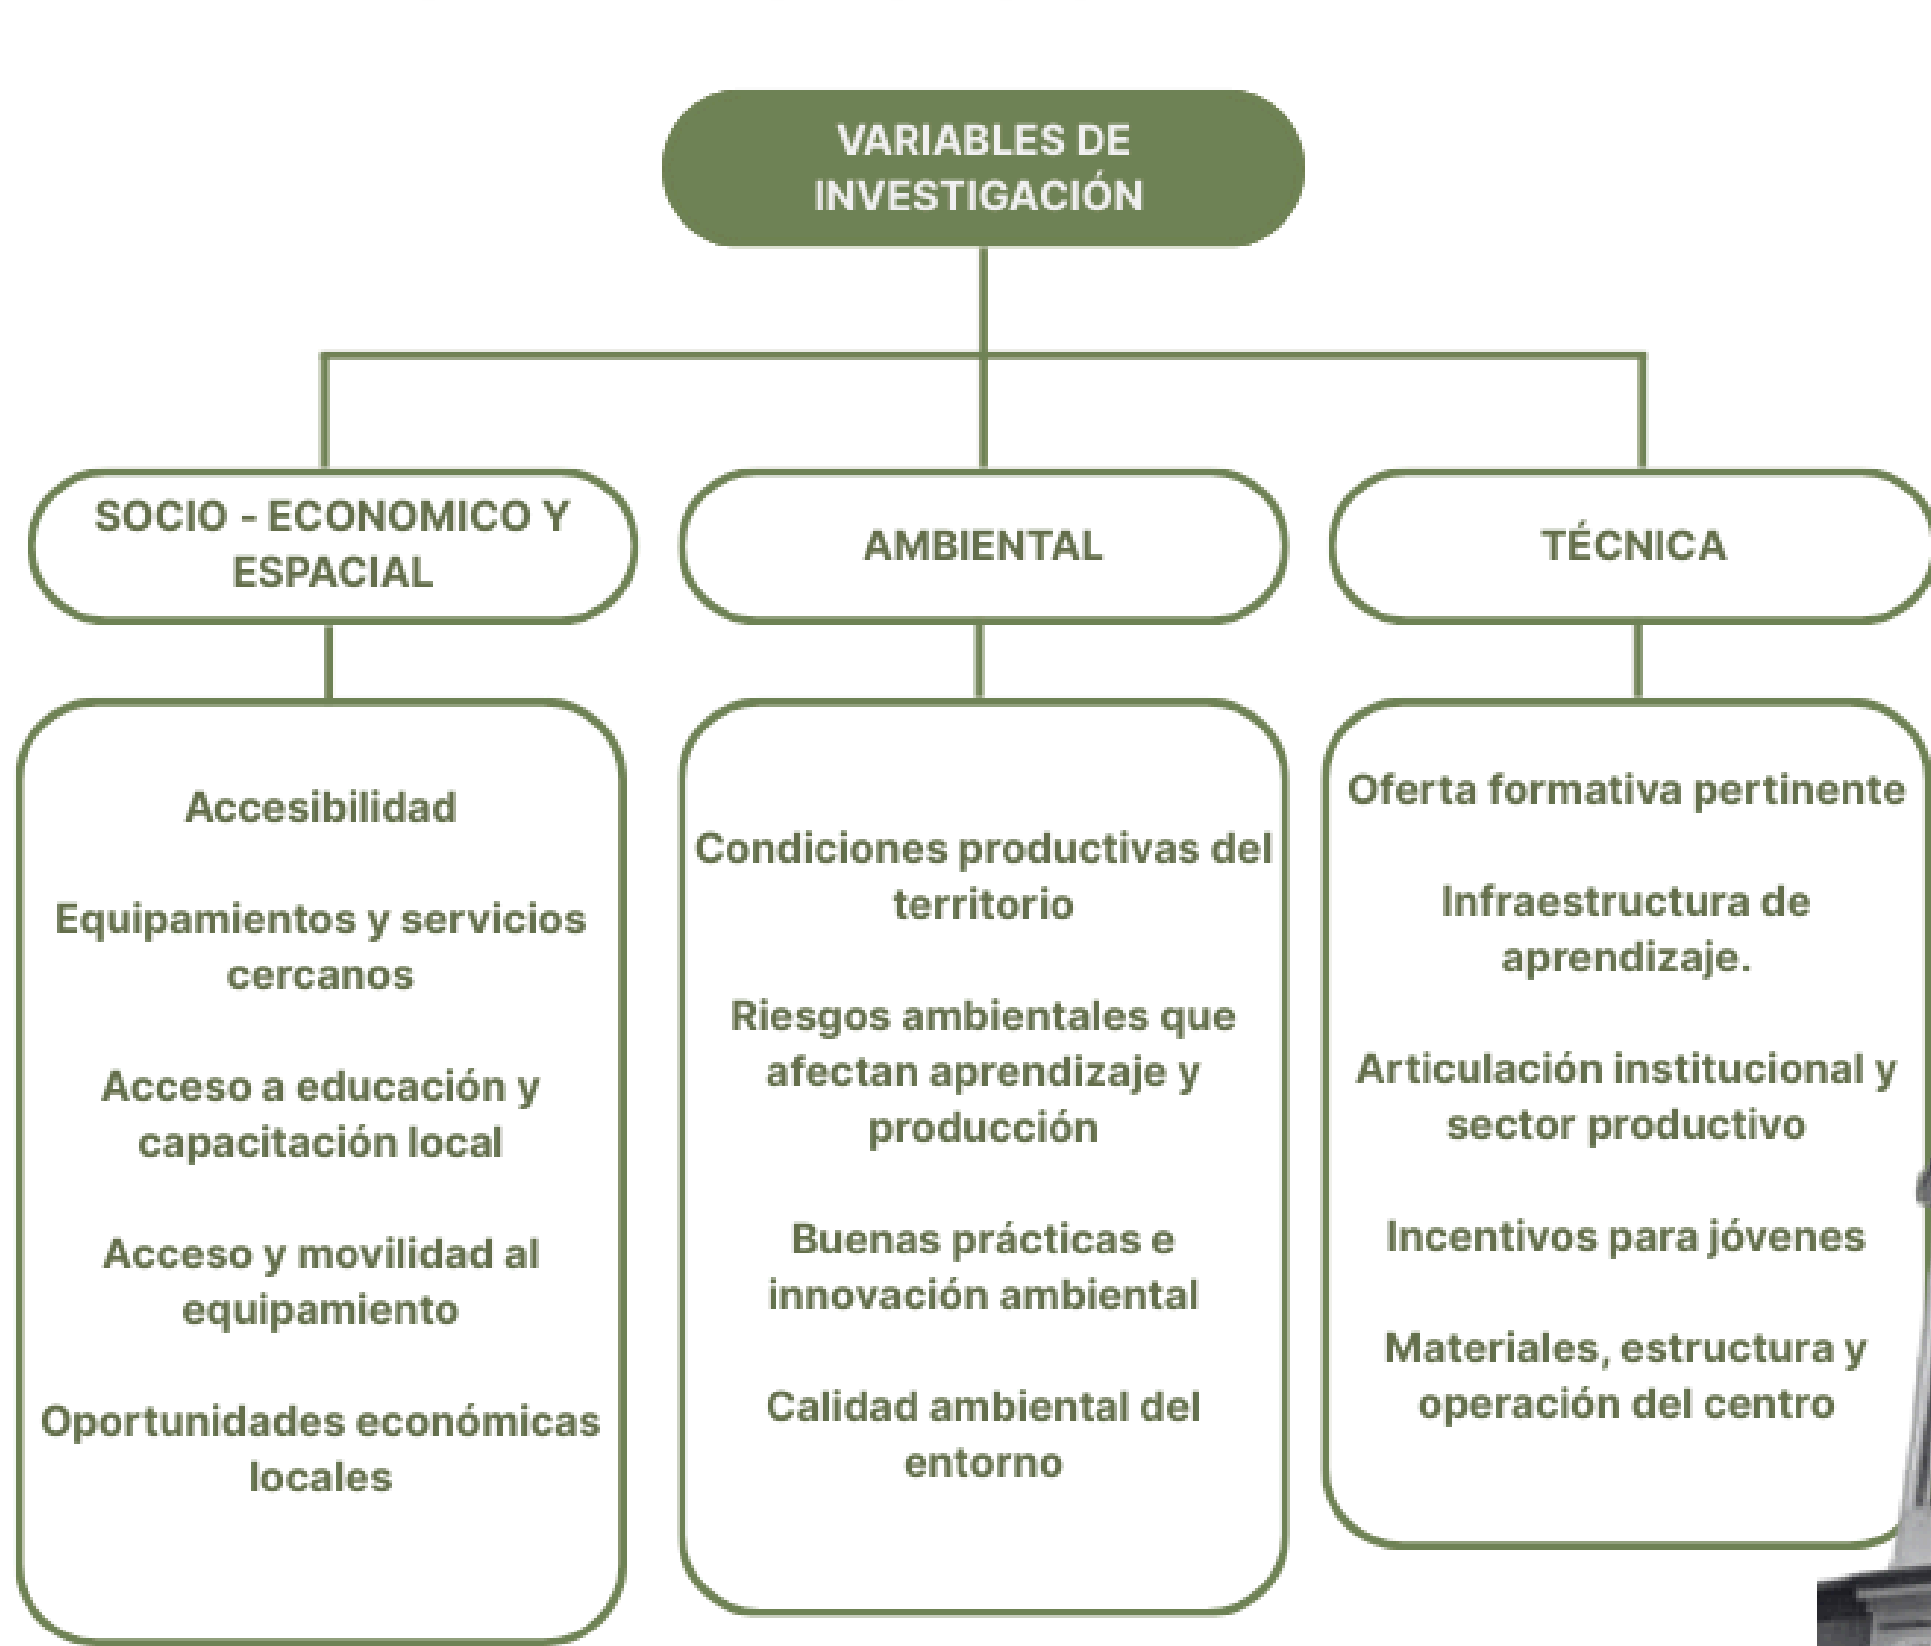 VARIABLES DE
INVESTIGACIÓN
SOCIO - ECONOMICO Y
ESPACIAL
Accesibilidad
Equipamientos y servicios
cercanos
Acceso a educación y
capacitación local
Acceso y movilidad al
equipamiento
Oportunidades económicas
locales
AMBIENTAL
Condiciones productivas del
territorio
Riesgos ambientales que
afectan aprendizaje y
producción
Buenas prácticas e
innovación ambiental
Calidad ambiental del
entorno
TÉCNICA
Oferta formativa pertinente
Infraestructura de
aprendizaje.
Articulación institucional y
sector productivo
Incentivos para jóvenes
Materiales, estructura y
operación del centro